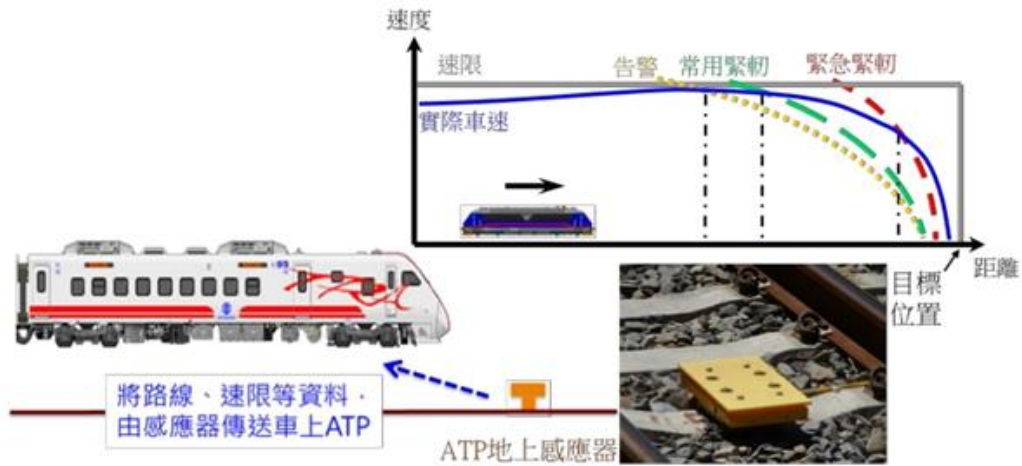 速度
速限
告警
常用緊軔
緊急緊軔
實際車速
距離
目標
位置
將路線、速限等資料，
由感應器傳送車上ATP
ATP地上感應器